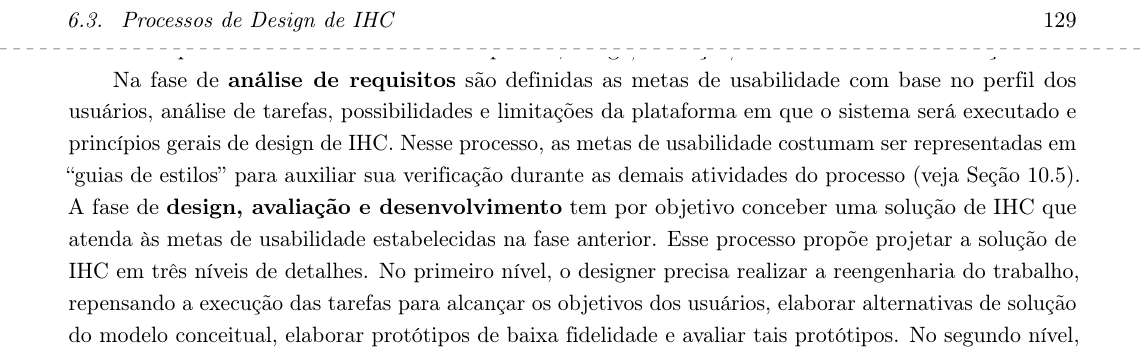 6.3. Processos de Design de IHC 129
Na fase de análise de requisitos são definidas as metas de usabilidade com base no perfil dos
usuários, análise de tarefas, possibilidades e limitações da plataforma em que o sistema será executado e
princípios gerais de design de IHC. Nesse processo, as metas de usabilidade costumam ser representadas em
“guias de estilos” para auxiliar sua verificação durante as demais atividades do processo (veja Seção 10.5).
A fase de design, avaliação e desenvolvimento tem por objetivo conceber uma solução de IHC que
atenda às metas de usabilidade estabelecidas na fase anterior. Esse processo propõe projetar a solução de
IHC em três níveis de detalhes. No primeiro nível, o designer precisa realizar a reengenharia do trabalho,
repensando a execução das tarefas para alcançar os objetivos dos usuários, elaborar alternativas de solução
do modelo conceitual, elaborar protótipos de baixa fidelidade e avaliar tais protótipos. No segundo nível,